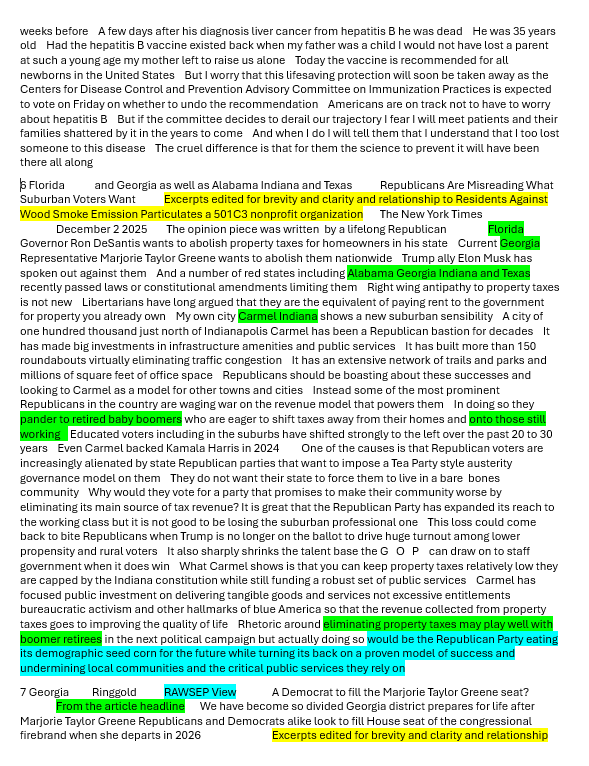 weeks before    A few days after his diagnosis liver cancer from hepatitis B he was dead    He was 35 years
old    Had the hepatitis B vaccine existed back when my father was a child I would not have lost a parent
at such a young age my mother left to raise us alone    Today the vaccine is recommended for all
newborns in the United States    But I worry that this lifesaving protection will soon be taken away as the
Centers for Disease Control and Prevention Advisory Committee on Immunization Practices is expected
to vote on Friday on whether to undo the recommendation    Americans are on track not to have to worry
about hepatitis B    But if the committee decides to derail our trajectory I fear I will meet patients and their
families shattered by it in the years to come    And when I do I will tell them that I understand that I too lost
someone to this disease    The cruel difference is that for them the science to prevent it will have been
there all along
6 Florida    and Georgia as well as Alabama Indiana and Texas    Republicans Are Misreading What
Suburban Voters Want    Excerpts edited for brevity and clarity and relationship to Residents Against
Wood Smoke Emission Particulates a 501C3 nonprofit organization    The New York Times
December 2 2025    The opinion piece was written  by a lifelong Republican    Florida
Governor Ron DeSantis wants to abolish property taxes for homeowners in his state    Current Georgia
Representative Marjorie Taylor Greene wants to abolish them nationwide    Trump ally Elon Musk has
spoken out against them    And a number of red states including Alabama Georgia Indiana and Texas
recently passed laws or constitutional amendments limiting them    Right wing antipathy to property taxes
is not new    Libertarians have long argued that they are the equivalent of paying rent to the government
for property you already own    My own city Carmel Indiana shows a new suburban sensibility    A city of
one hundred thousand just north of Indianapolis Carmel has been a Republican bastion for decades    It
has made big investments in infrastructure amenities and public services    It has built more than 150
roundabouts virtually eliminating traffic congestion    It has an extensive network of trails and parks and
millions of square feet of office space    Republicans should be boasting about these successes and
looking to Carmel as a model for other towns and cities    Instead some of the most prominent
Republicans in the country are waging war on the revenue model that powers them    In doing so they
pander to retired baby boomers who are eager to shift taxes away from their homes and onto those still
working    Educated voters including in the suburbs have shifted strongly to the left over the past 20 to 30
years    Even Carmel backed Kamala Harris in 2024    One of the causes is that Republican voters are
increasingly alienated by state Republican parties that want to impose a Tea Party style austerity
governance model on them    They do not want their state to force them to live in a bare  bones
community    Why would they vote for a party that promises to make their community worse by
eliminating its main source of tax revenue? It is great that the Republican Party has expanded its reach to
the working class but it is not good to be losing the suburban professional one    This loss could come
back to bite Republicans when Trump is no longer on the ballot to drive huge turnout among lower
propensity and rural voters    It also sharply shrinks the talent base the G   O   P    can draw on to staff
government when it does win    What Carmel shows is that you can keep property taxes relatively low they
are capped by the Indiana constitution while still funding a robust set of public services    Carmel has
focused public investment on delivering tangible goods and services not excessive entitlements
bureaucratic activism and other hallmarks of blue America so that the revenue collected from property
taxes goes to improving the quality of life    Rhetoric around eliminating property taxes may play well with
boomer retirees in the next political campaign but actually doing so would be the Republican Party eating
its demographic seed corn for the future while turning its back on a proven model of success and
undermining local communities and the critical public services they rely on
7 Georgia    Ringgold    RAWSEP View    A Democrat to fill the Marjorie Taylor Greene seat?
From the article headline    We have become so divided Georgia district prepares for life after
Marjorie Taylor Greene Republicans and Democrats alike look to fill House seat of the congressional
firebrand when she departs in 2026    Excerpts edited for brevity and clarity and relationship